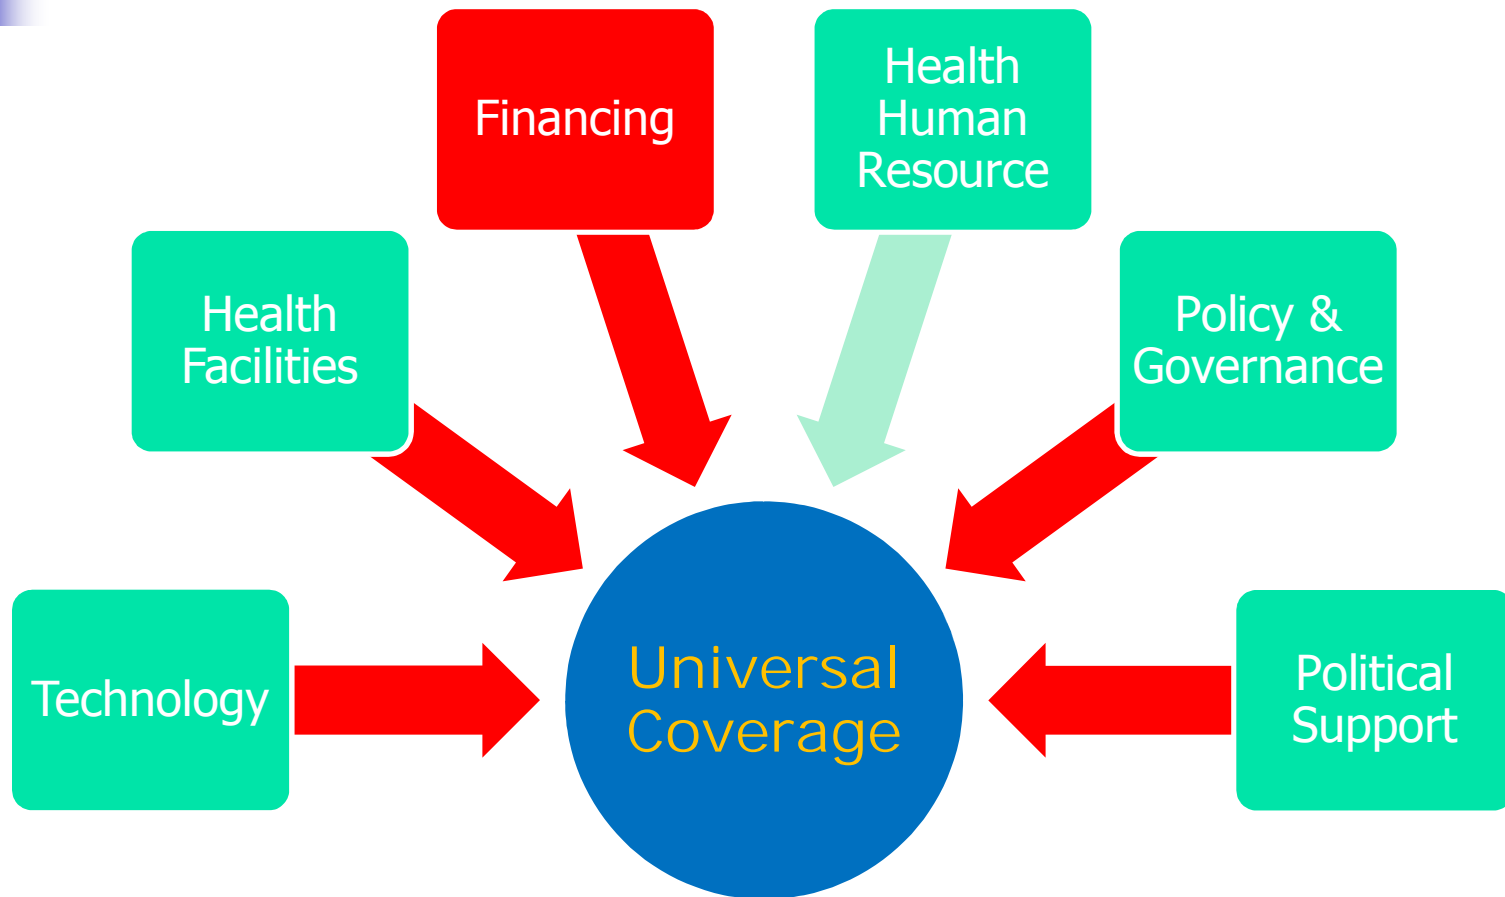 Financing
Health
Human
Resource
Health
Facilities
Policy &
Governance
Technology
Universal
Coverage
Political
Support